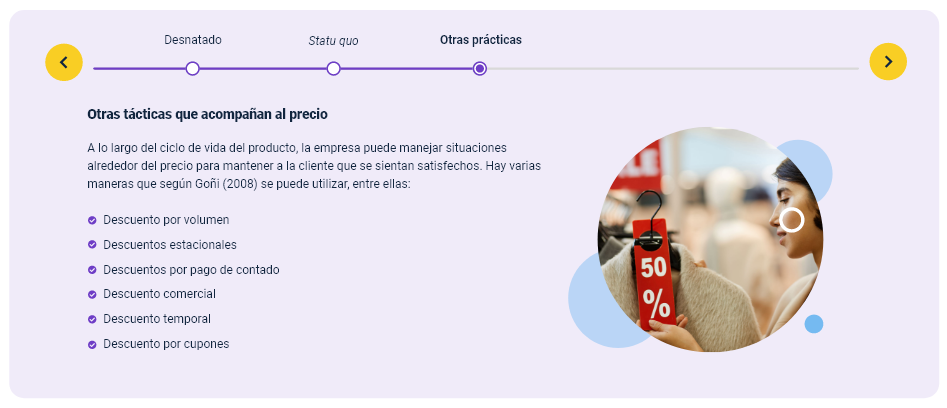 Desnatado
Statu quo
Otras prácticas
Otras tácticas que acompañan al precio
A lo largo del ciclo de vida del producto, la empresa puede manejar situaciones
alrededor del precio para mantener a la cliente que se sientan satisfechos. Hay varias
maneras que según Goñi (2008) se puede utilizar, entre ellas:
Descuento por volumen
Descuentos estacionales
Descuentos por pago de contado
Descuento comercial
Descuento temporal
Descuento por cupones
50
%